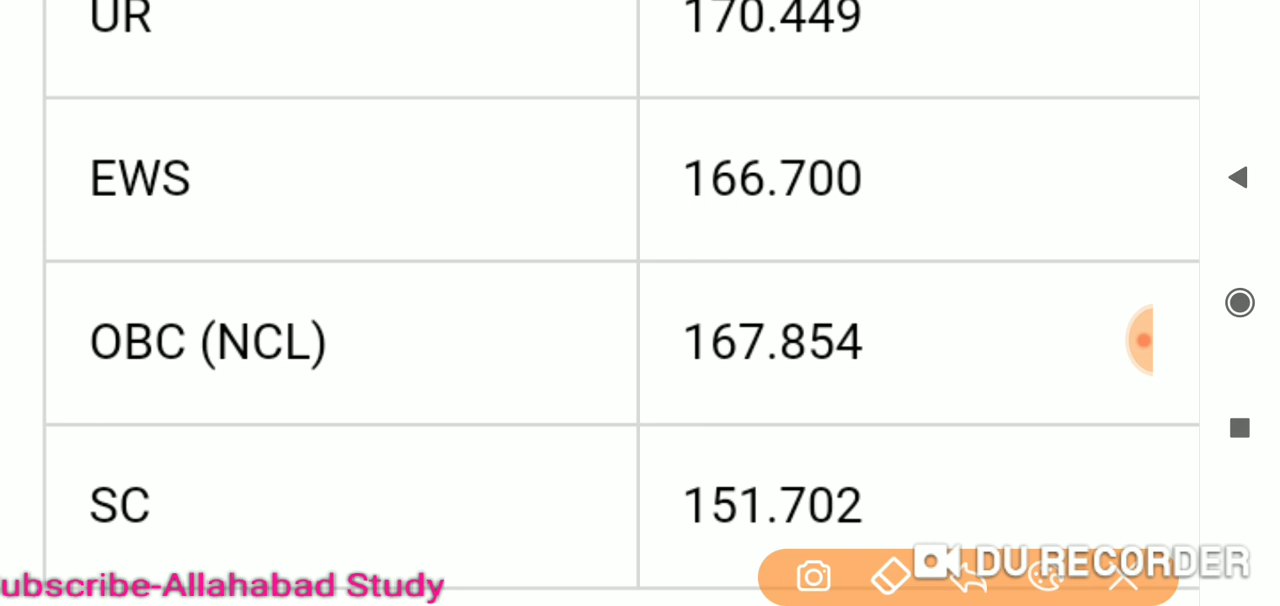 UR 170.449
EWS 166.700
OBC (NCL) 167.854
SC 151.702
DU RECORDER
ubscribe-Allahabad Study